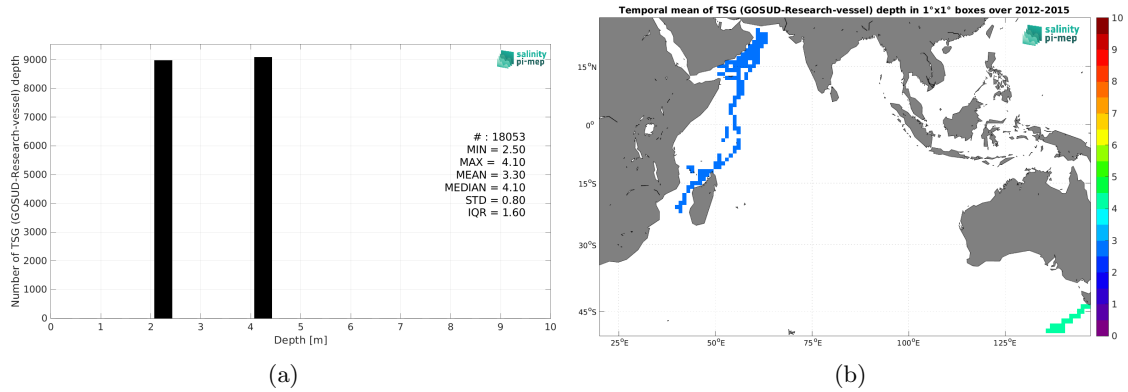 9000
8000
7000
6000
5000
4000
3000
2000
1000
0
Number of TSG (GOSUD-Research-vessel) depth
salinity
pi-mep
# : 18053
MIN = 2.50
MAX = 4.10
MEAN = 3.30
MEDIAN = 4.10
STD = 0.80
IQR = 1.60
0 1 2 3 4 5 6 7 8 9 10
Depth [m]
(a)
Temporal mean of TSG (GOSUD-Research-vessel) depth in 1°x1° boxes over 2012-2015
salinity
pi-mep
15°N
0°
15°S
30°S
45°S
25°E 50°E 75°E 100°E 125°E
10
9
8
7
6
5
4
3
2
1
0
(b)